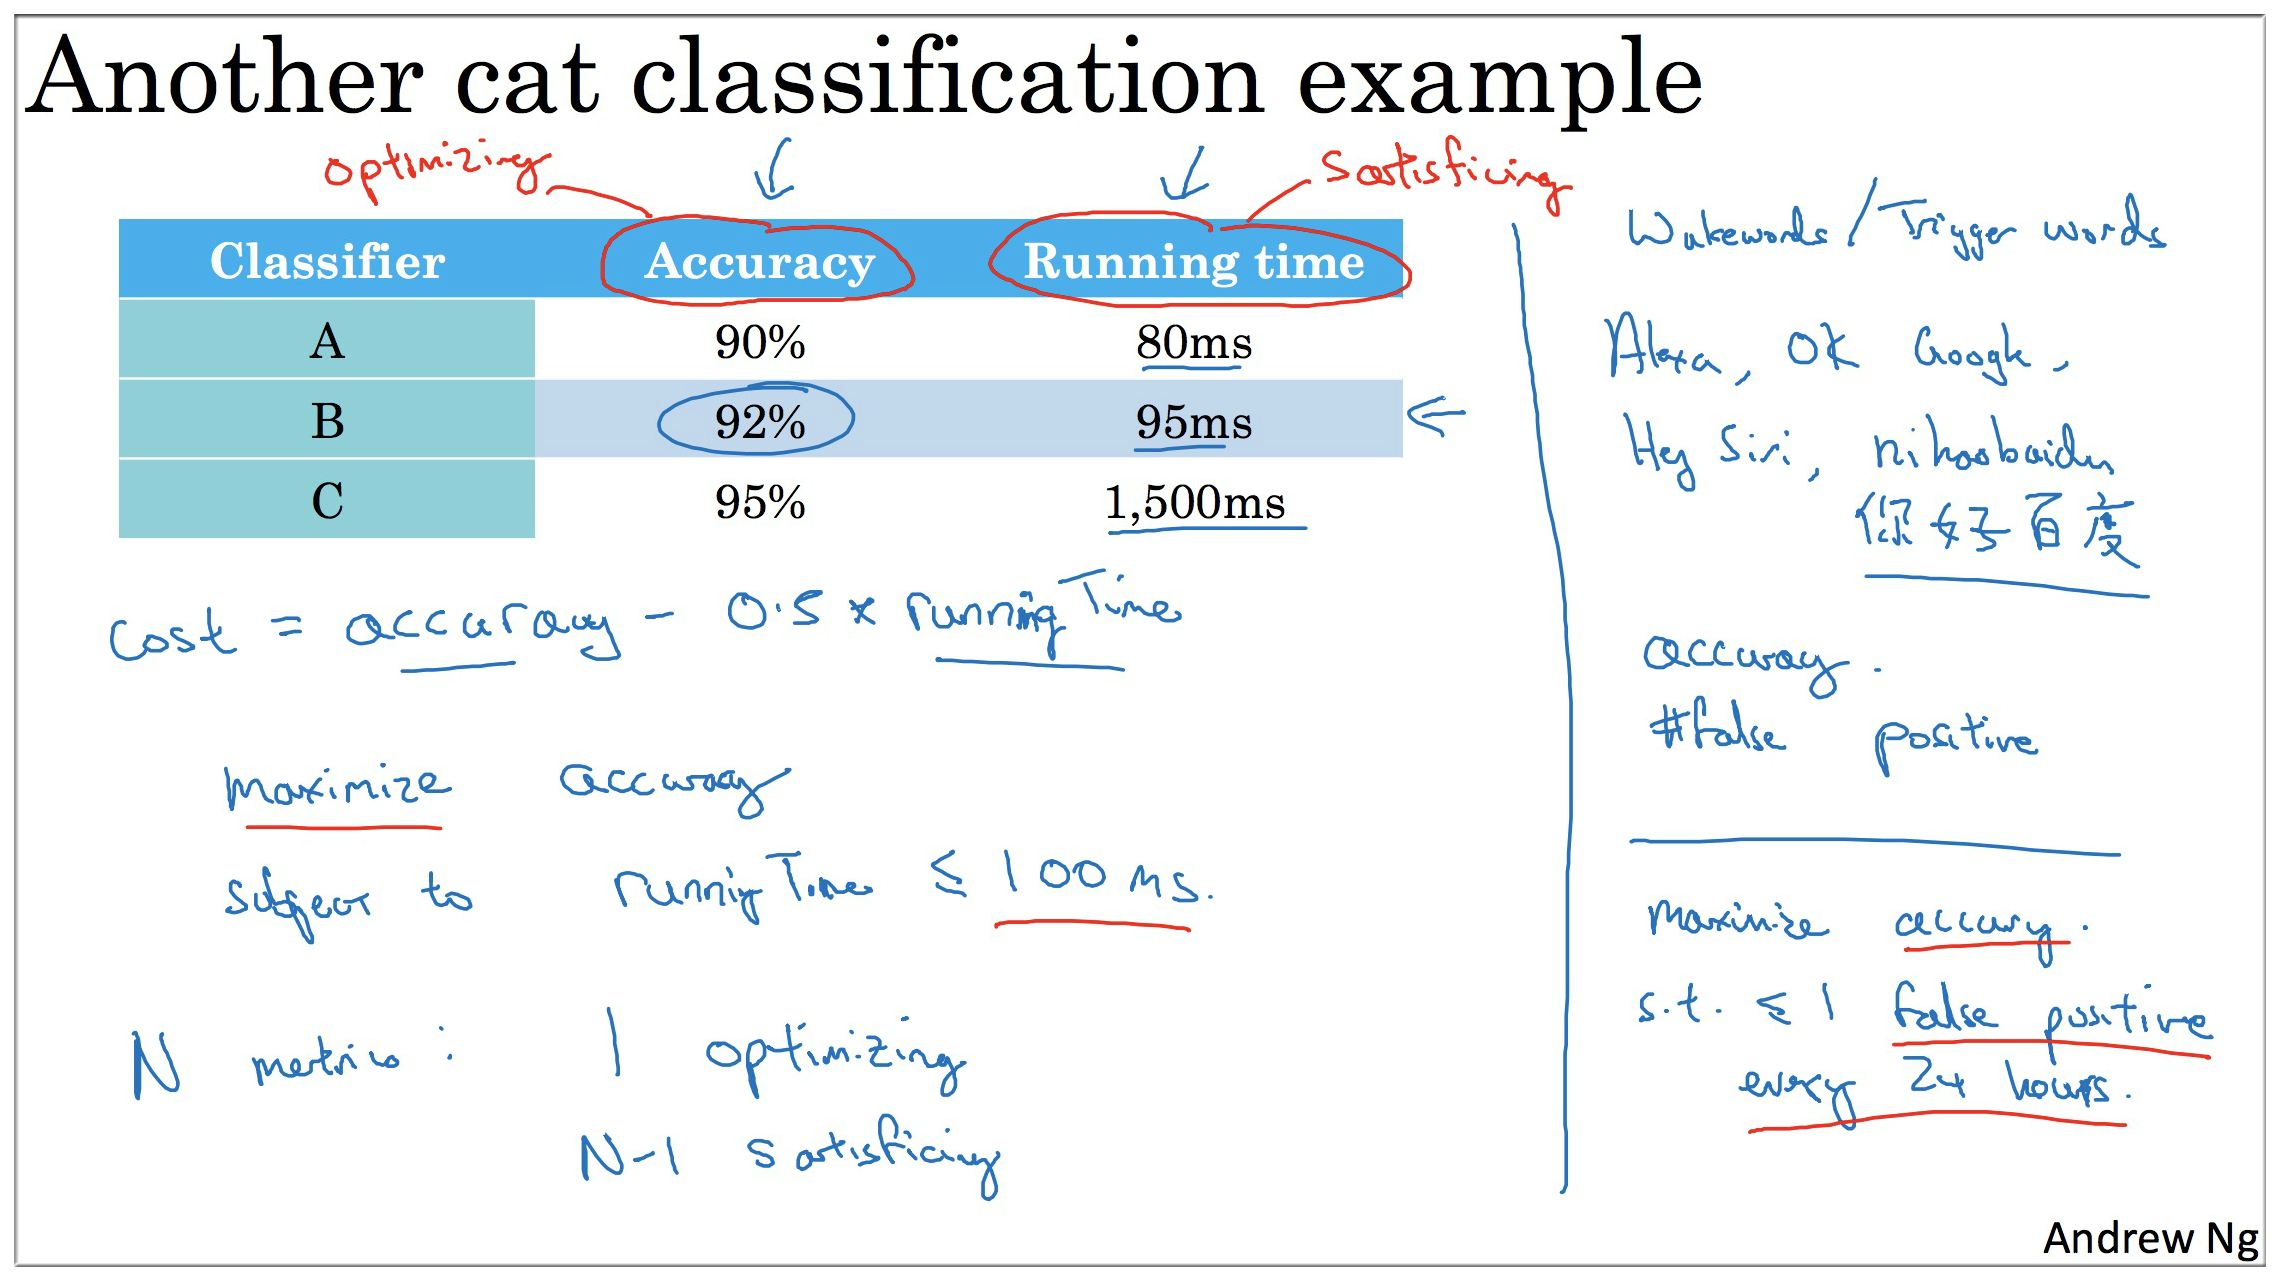 Another cat classification example
optimizing
satisficing
Classifier Accuracy Running time
A 90% 80ms
B 92% 95ms
C 95% 1,500ms
cost = accuracy - 0.5 x running Time
maximize accuracy
subject to running Time ≤ 100 ms.
N metrics: 1 optimizing
N-1 satisficing
Wakewords / Trigger words
Alexa, OK Google,
Hey Siri, nihaobaidu
你好百度
accuracy.
#false positive
maximize accuracy.
s.t. ≤ 1 false positive
every 24 hours.
Andrew Ng